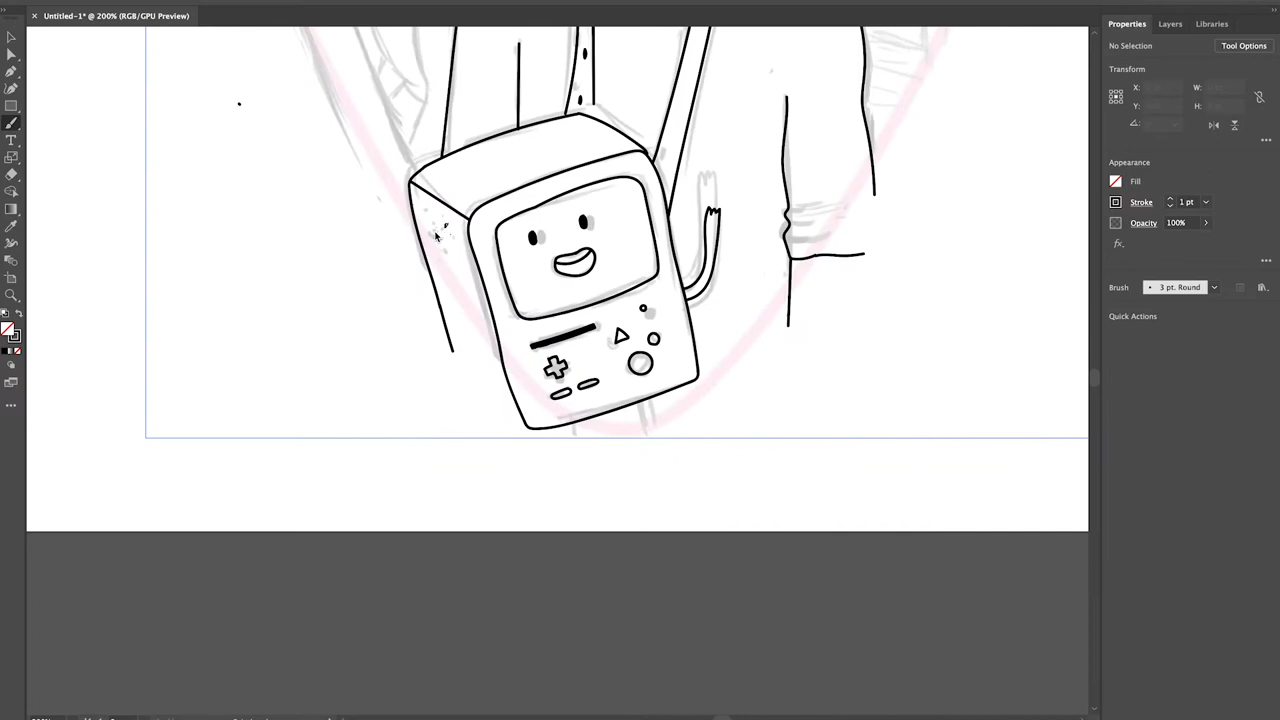 Untitled-1* @ 200% (RGB/GPU Preview)
Properties Layers Libraries
No Selection Tool Options
Transform
X: W:
Y: H:
Appearance
Fill
Stroke 1 pt
Opacity 100%
fx.
Brush 3 pt. Round
Quick Actions